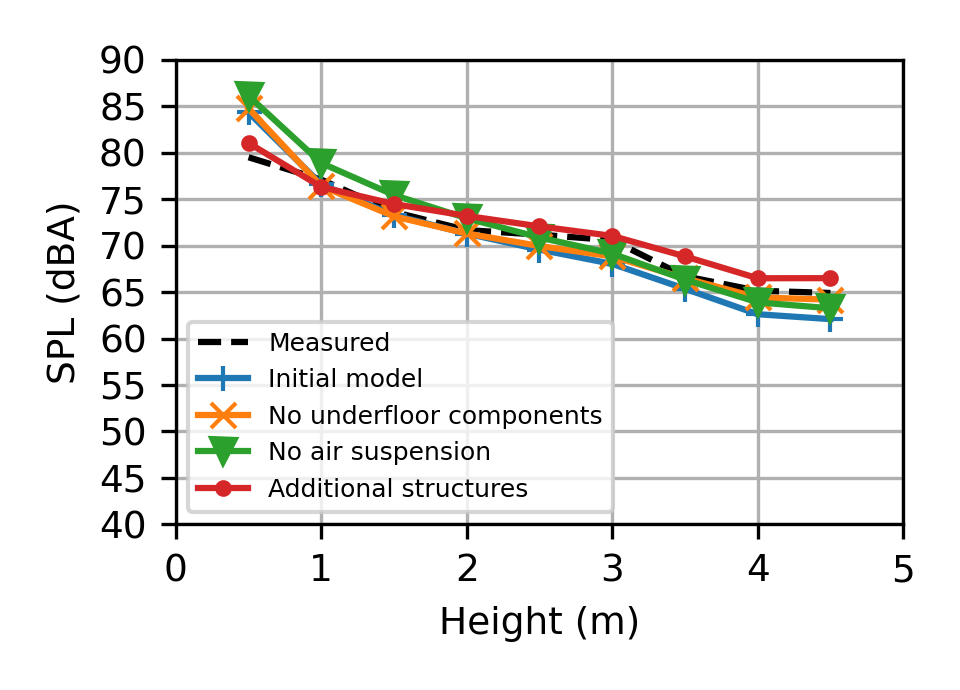 90
85
80
75
70
65
60
55
50
45
40
SPL (dBA)
Measured
Initial model
No underfloor components
No air suspension
Additional structures
0 1 2 3 4 5
Height (m)